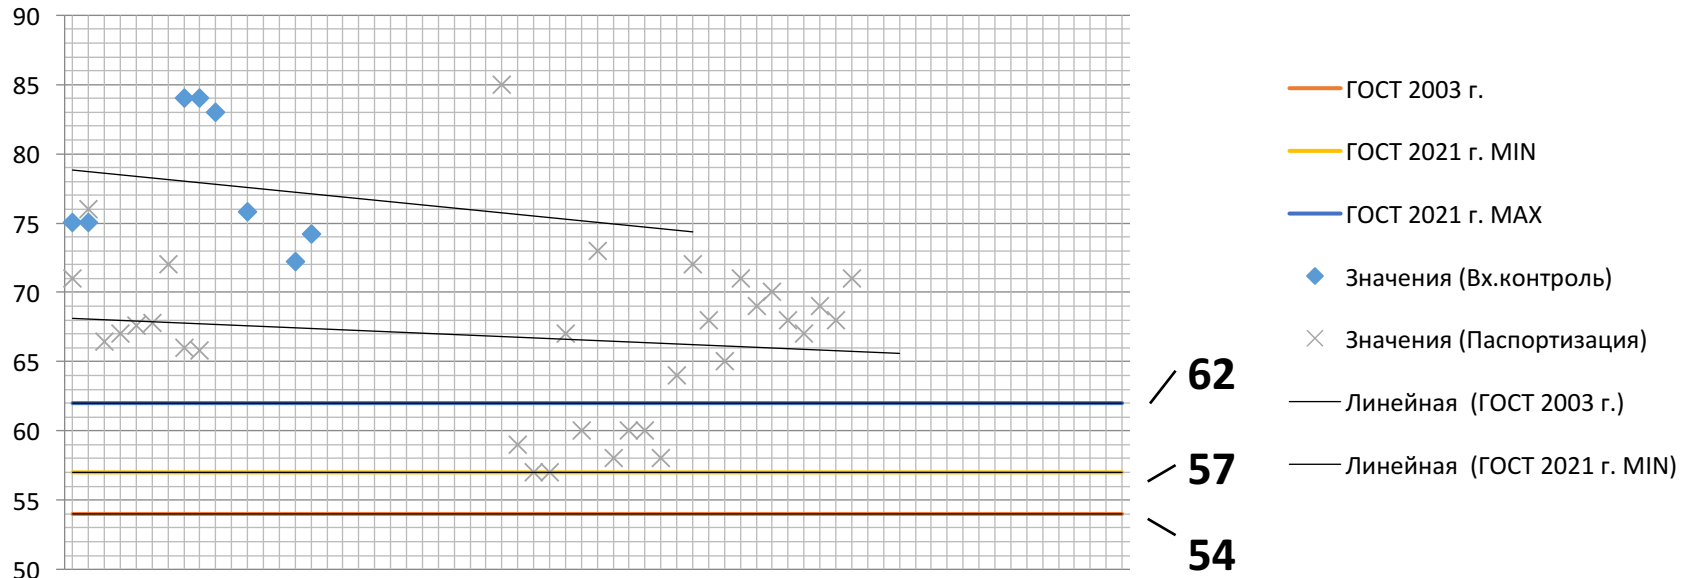 90
85
80
75
70
65
60
55
50
62
57
54
ГОСТ 2003 г.
ГОСТ 2021 г. MIN
ГОСТ 2021 г. MAX
Значения (Вх.контроль)
Значения (Паспортизация)
Линейная (ГОСТ 2003 г.)
Линейная (ГОСТ 2021 г. MIN)